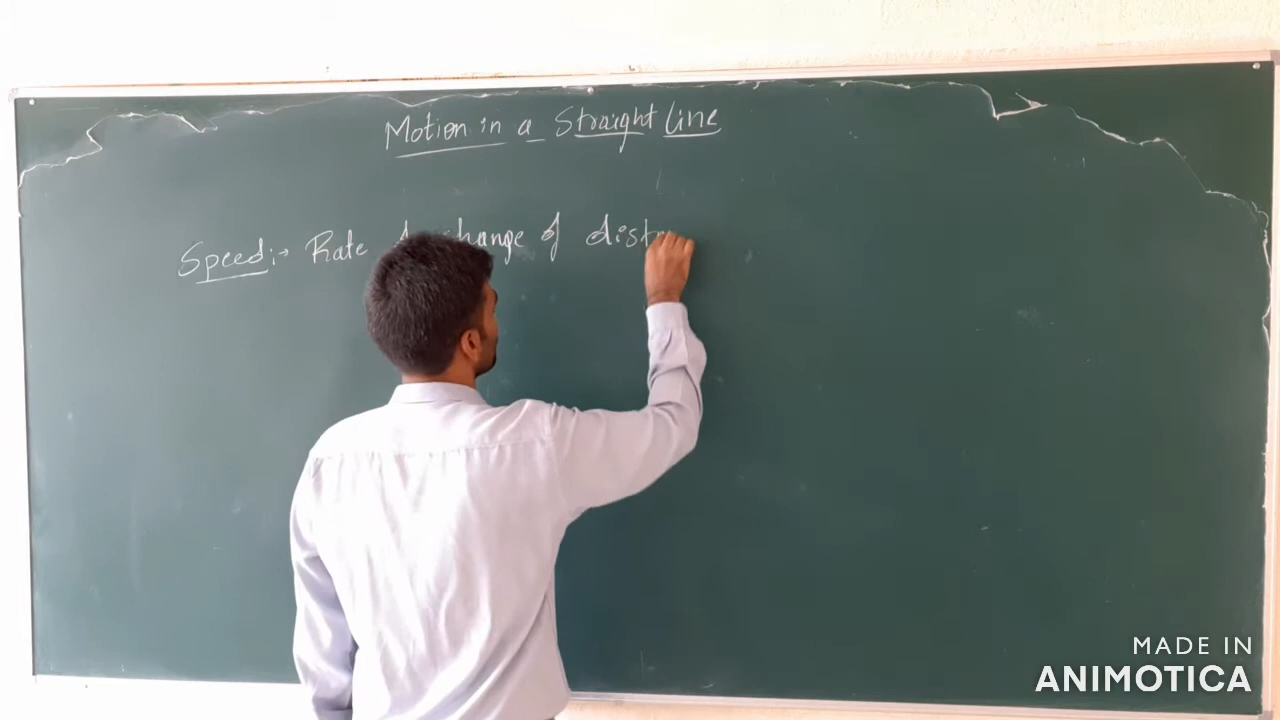 Motion in a Straight Line
Speed:→ Rate change of dist
MADE IN
ANIMOTICA